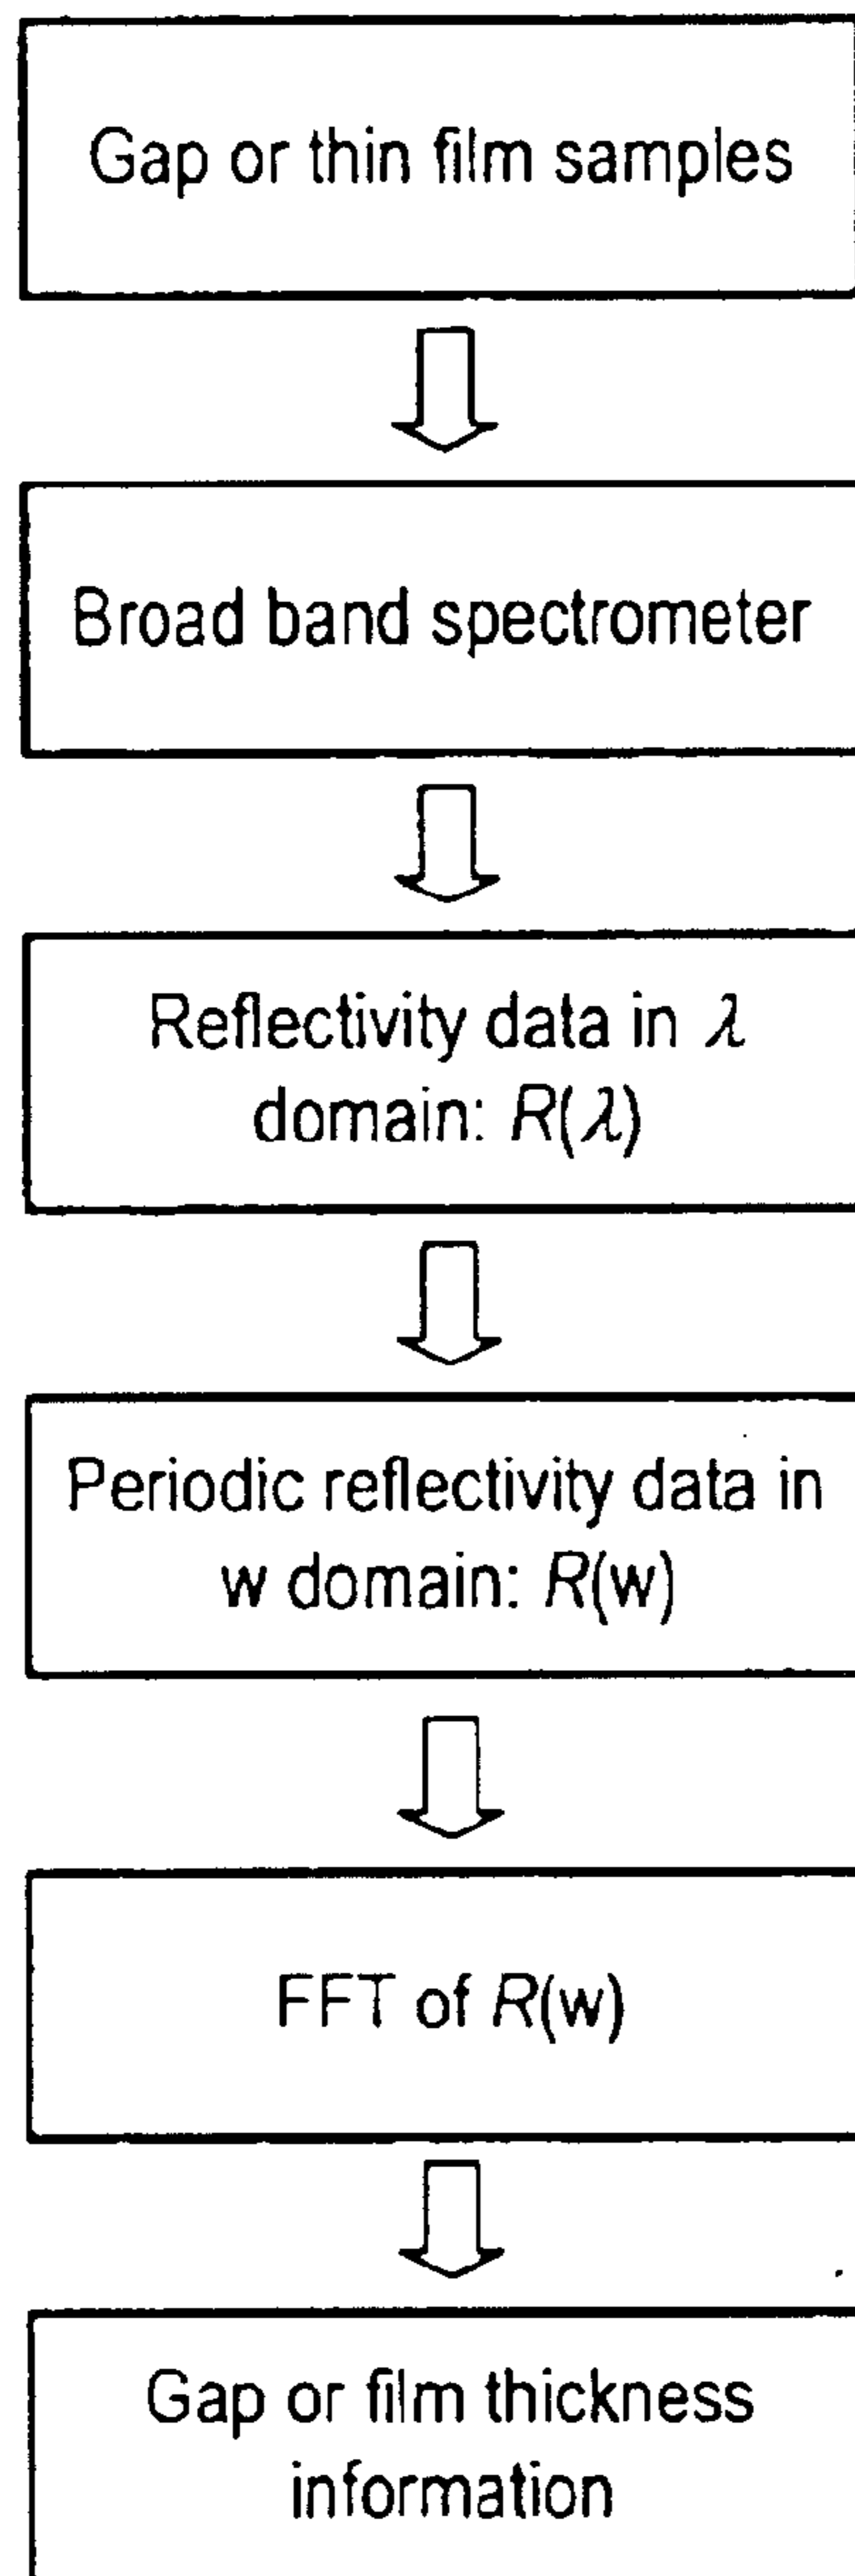 Gap or thin film samples
Broad band spectrometer
Reflectivity data in λ
domain: R(λ)
Periodic reflectivity data in
w domain: R(w)
FFT of R(w)
Gap or film thickness
information